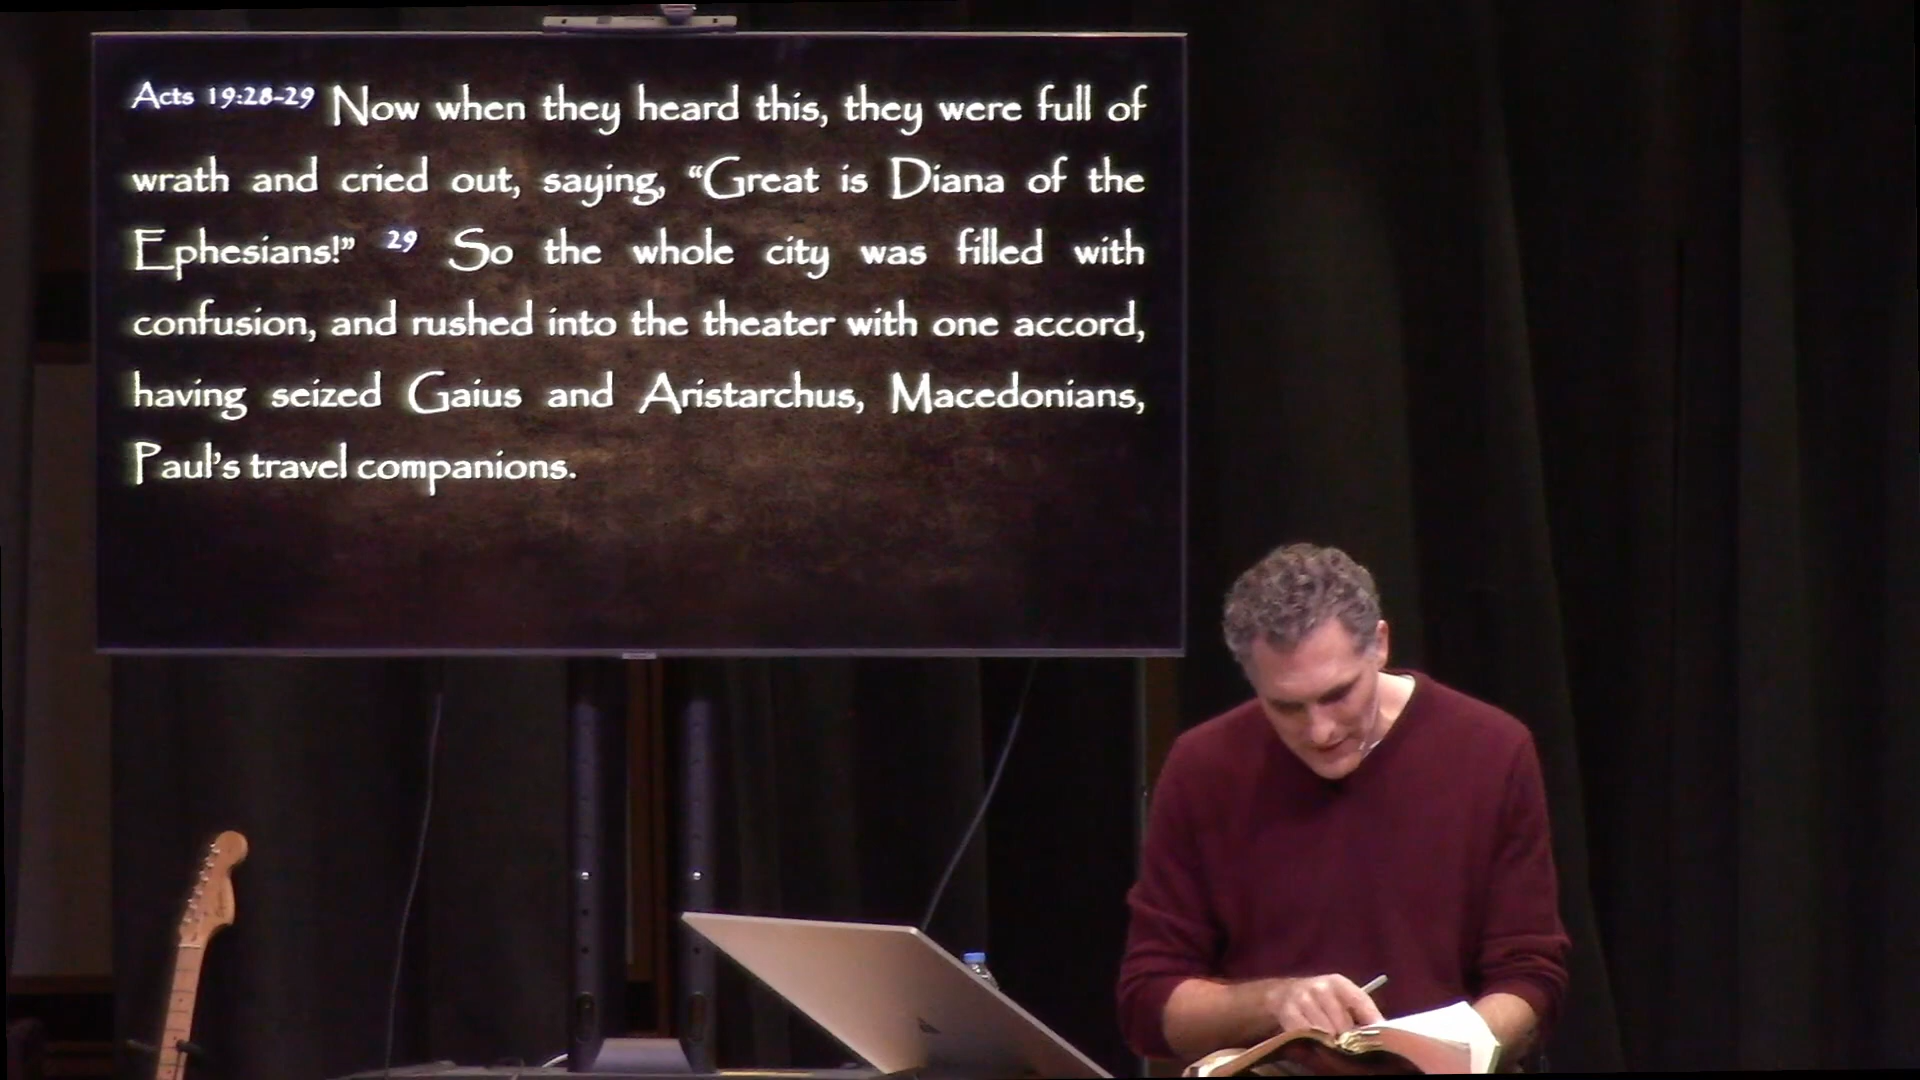 Acts 19:28-29 Now when they heard this, they were full of
wrath and cried out, saying, “Great is Diana of the
Ephesians!” 29 So the whole city was filled with
confusion, and rushed into the theater with one accord,
having seized Gaius and Aristarchus, Macedonians,
Paul’s travel companions.